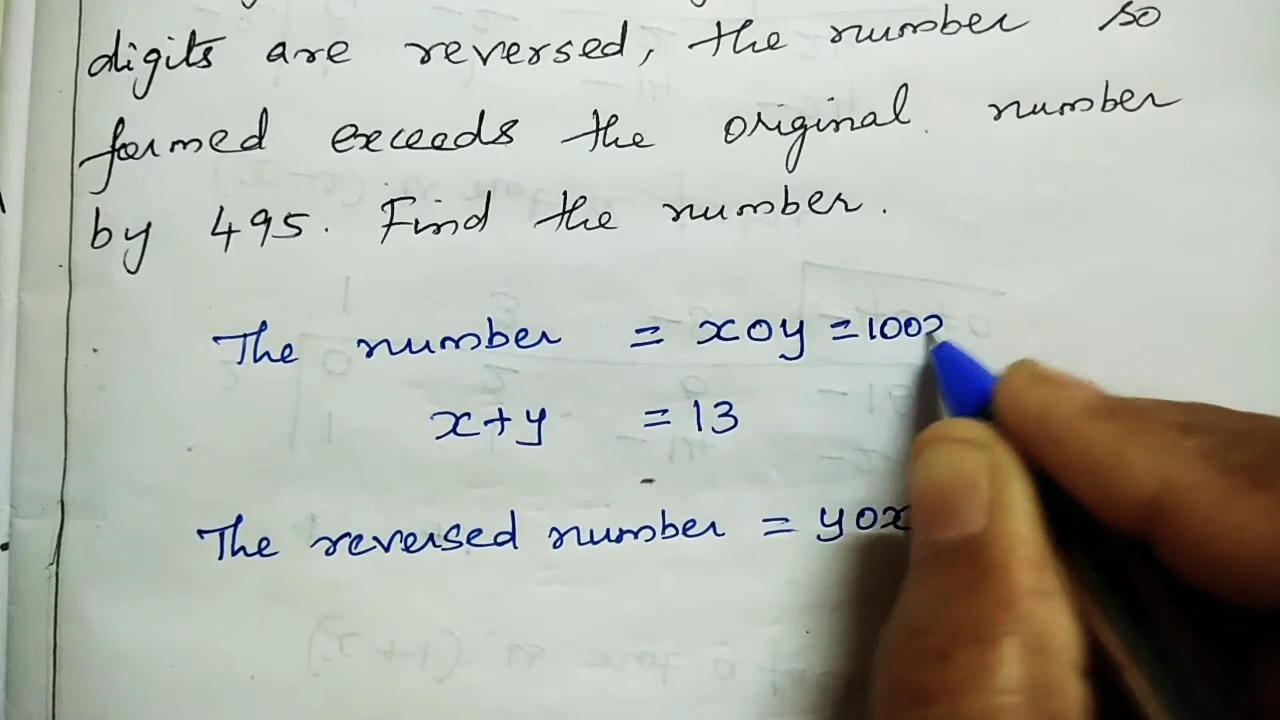 digits are reversed, the number so
formed exceeds the original number
by 495. Find the number.
The number = x0y = 100
x+y = 13
The reversed number = y0x